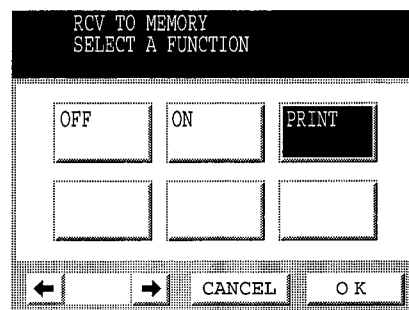 RCV TO MEMORY
SELECT A FUNCTION
OFF ON PRINT
CANCEL OK